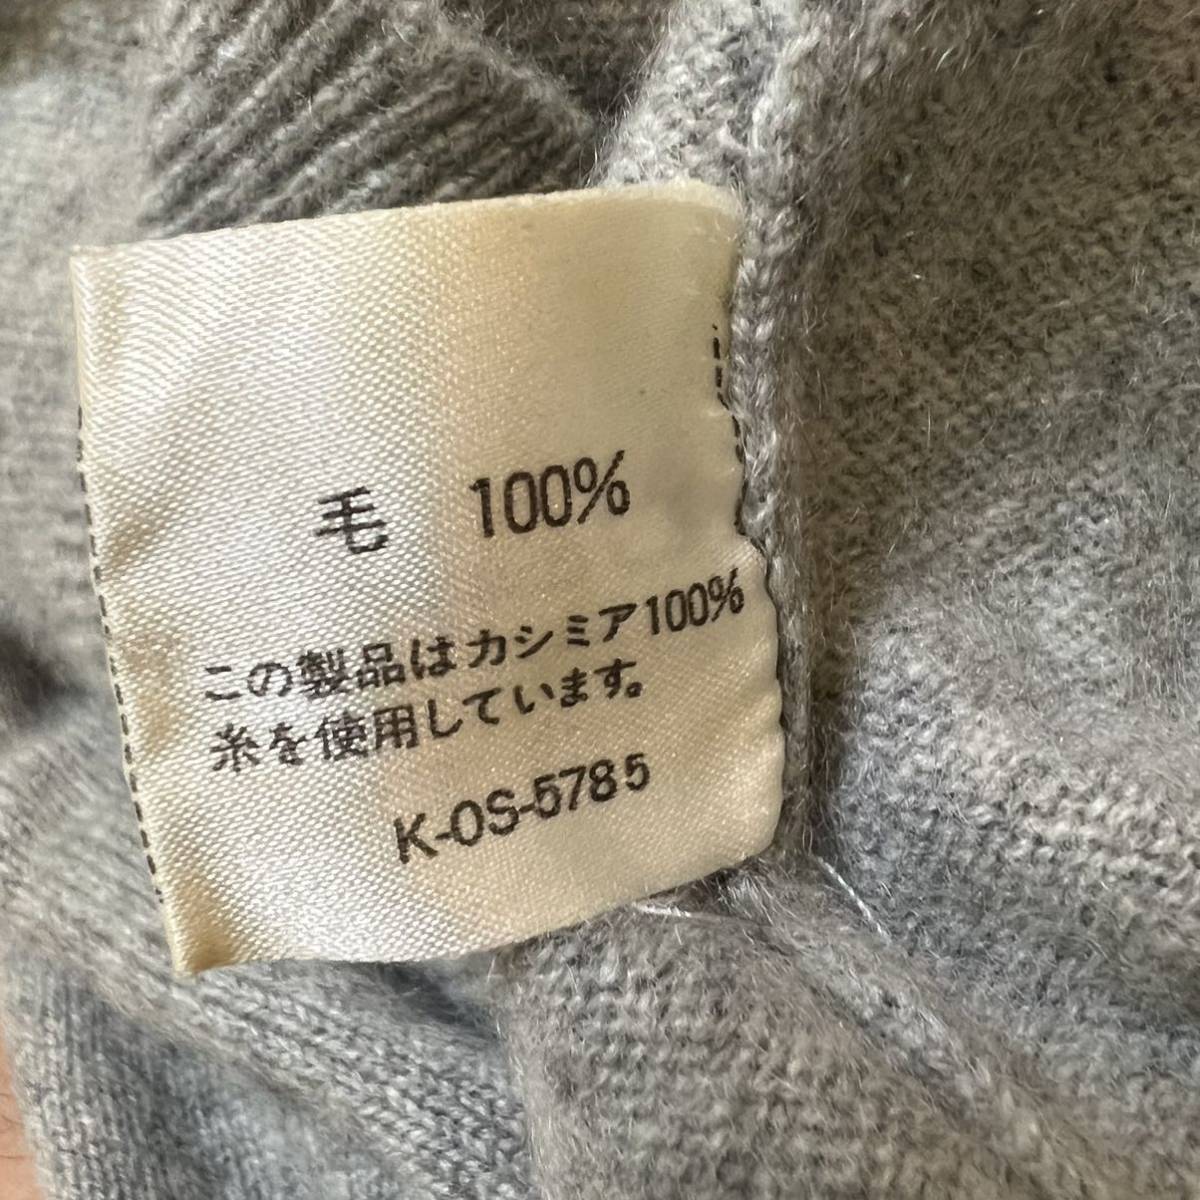 毛 100%
この製品はカシミア100%
糸を使用しています。
K-OS-5785